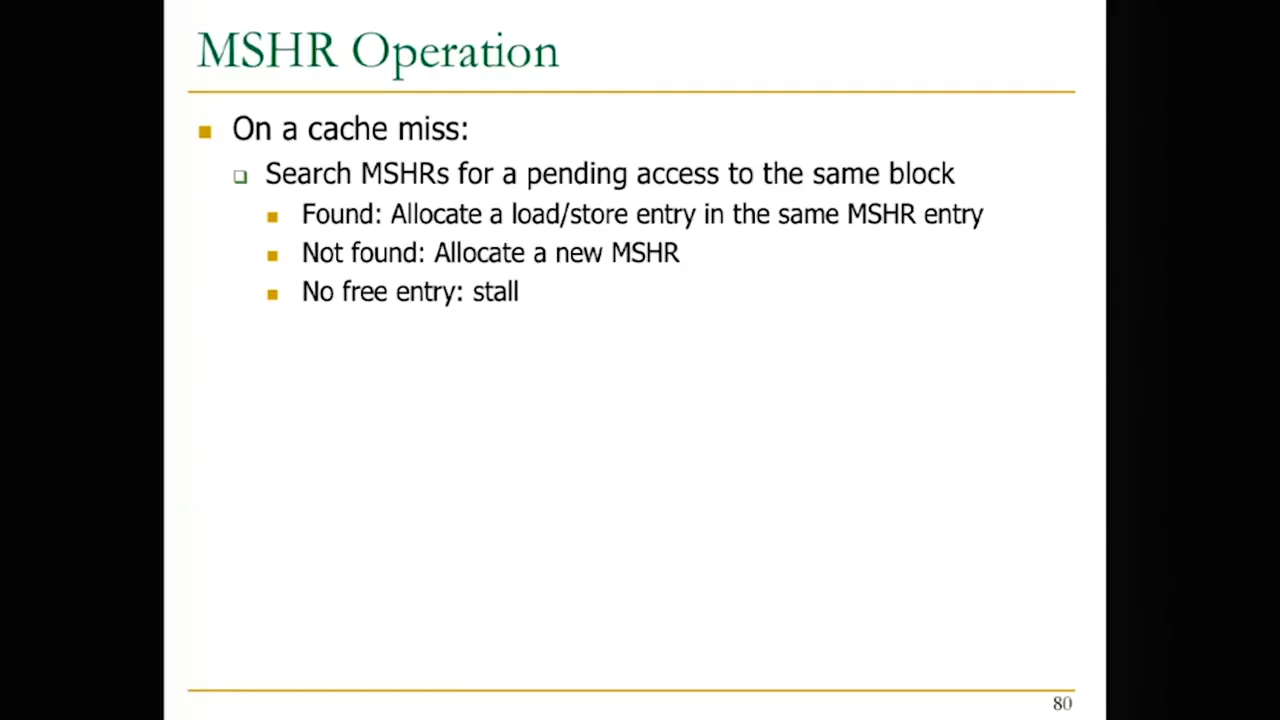 MSHR Operation
On a cache miss:
Search MSHRs for a pending access to the same block
Found: Allocate a load/store entry in the same MSHR entry
Not found: Allocate a new MSHR
No free entry: stall
80